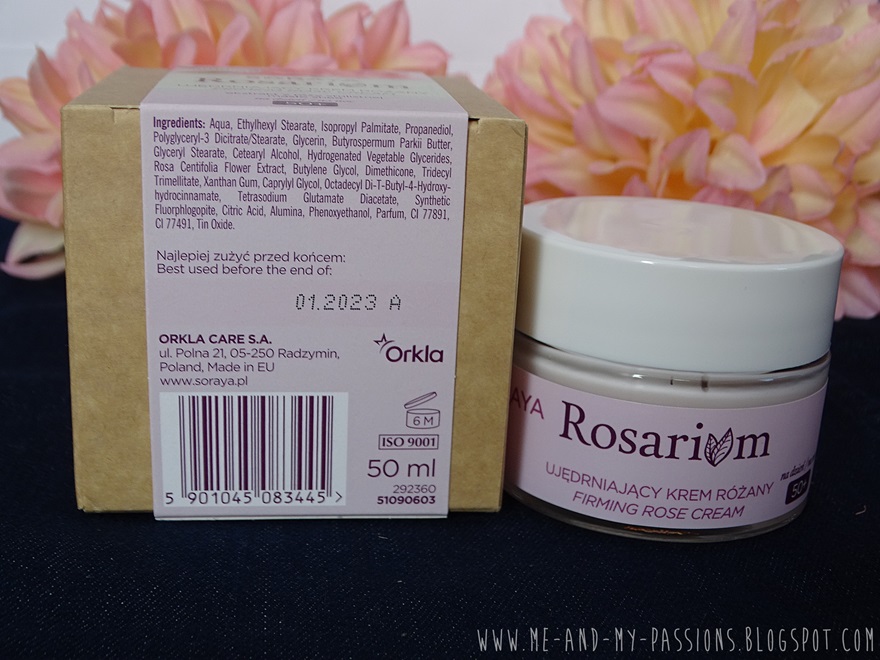 Rosarium
50+
Ingredients: Aqua, Ethylhexyl Stearate, Isopropyl Palmitate, Propanediol,
Polyglyceryl-3 Dicitrate/Stearate, Glycerin, Butyrospermum Parkii Butter,
Glyceryl Stearate, Cetearyl Alcohol, Hydrogenated Vegetable Glycerides,
Rosa Centifolia Flower Extract, Butylene Glycol, Dimethicone, Tridecyl
Trimellitate, Xanthan Gum, Caprylyl Glycol, Octadecyl Di-T-Butyl-4-Hydroxy-
hydrocinnamate, Tetrasodium Glutamate Diacetate, Synthetic
Fluorphlogopite, Citric Acid, Alumina, Phenoxyethanol, Parfum, CI 77891,
CI 77491, Tin Oxide.
Najlepiej zużyć przed końcem:
Best used before the end of:
01.2023 A
ORKLA CARE S.A.
ul. Polna 21, 05-250 Radzymin,
Poland, Made in EU
www.soraya.pl
Orkla
6 M
ISO 9001
50 ml
292360
51090603
5 901045 083445 >
AYA
Rosarium
UJĘDRNIAJĄCY KREM RÓŻANY
FIRMING ROSE CREAM
na dzień
50+
WWW.ME-AND-MY-PASSIONS.BLOGSPOT.COM